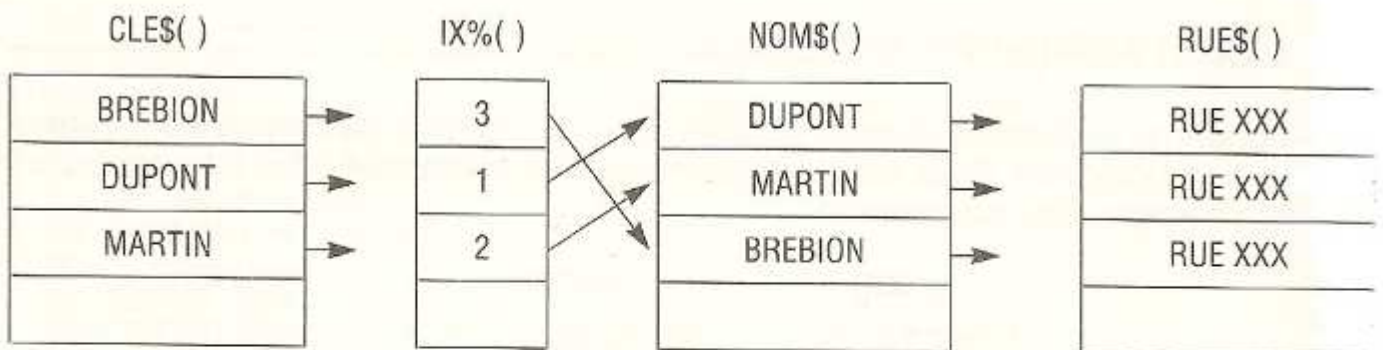 CLE$( ) IX%( ) NOM$( ) RUE$( )
BREBION 3 DUPONT RUE XXX
DUPONT 1 MARTIN RUE XXX
MARTIN 2 BREBION RUE XXX